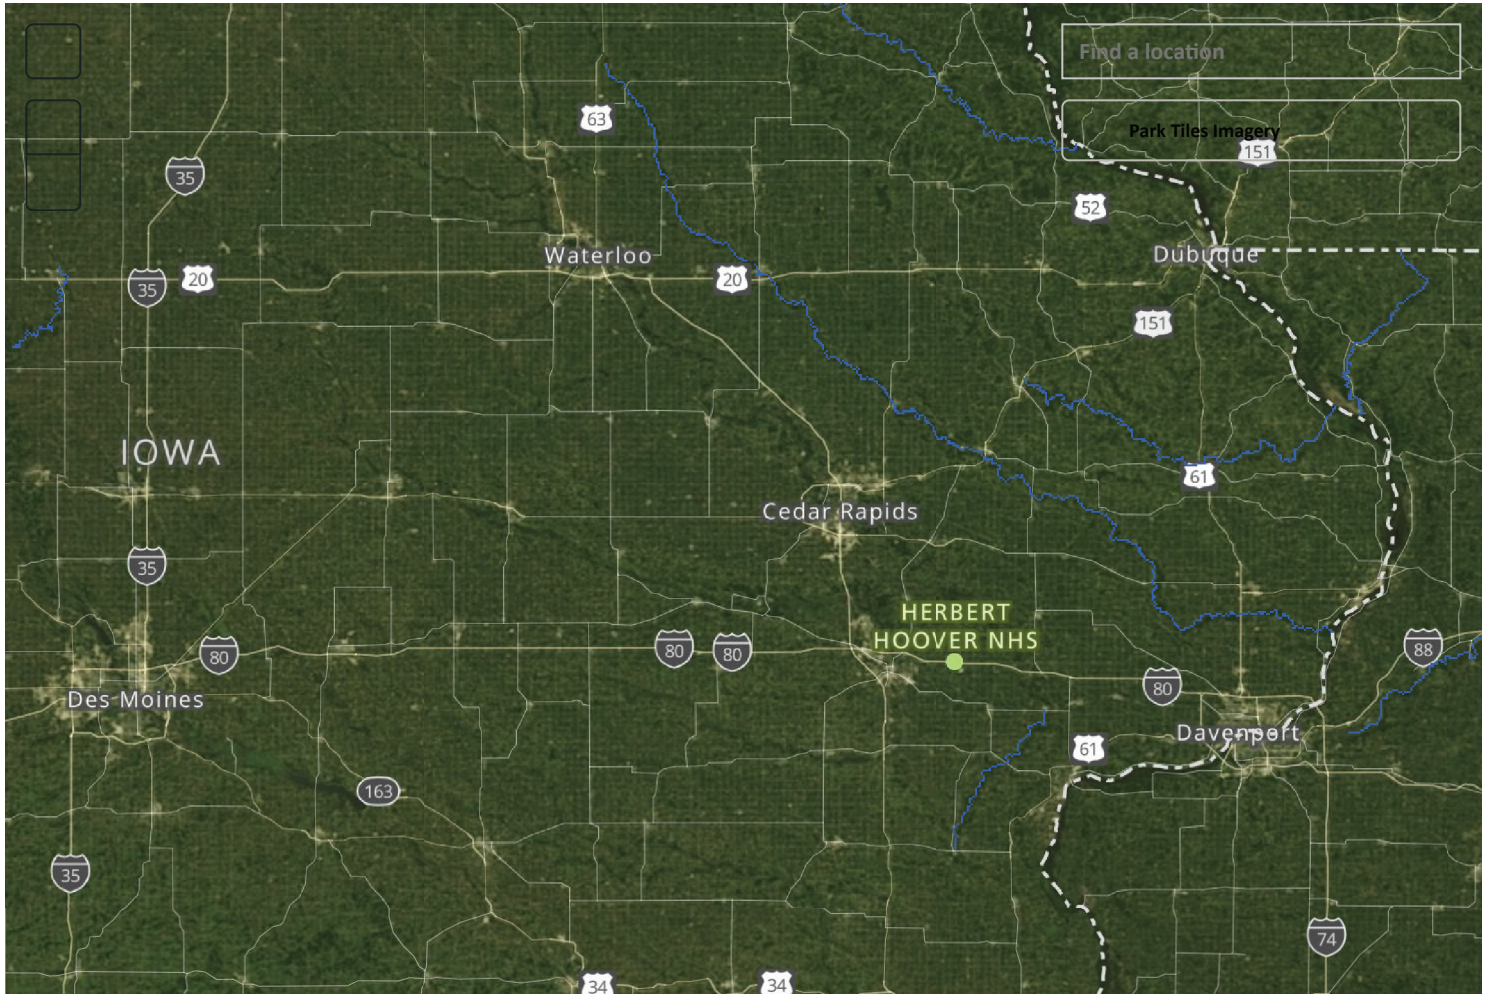 Find a location
Park Tiles Imagery
63
151
35
52
Waterloo
Dubuque
35
20
20
151
IOWA
61
Cedar Rapids
35
HERBERT
HOOVER NHS
80
80
80
88
80
Des Moines
Davenport
61
163
35
74
34
34